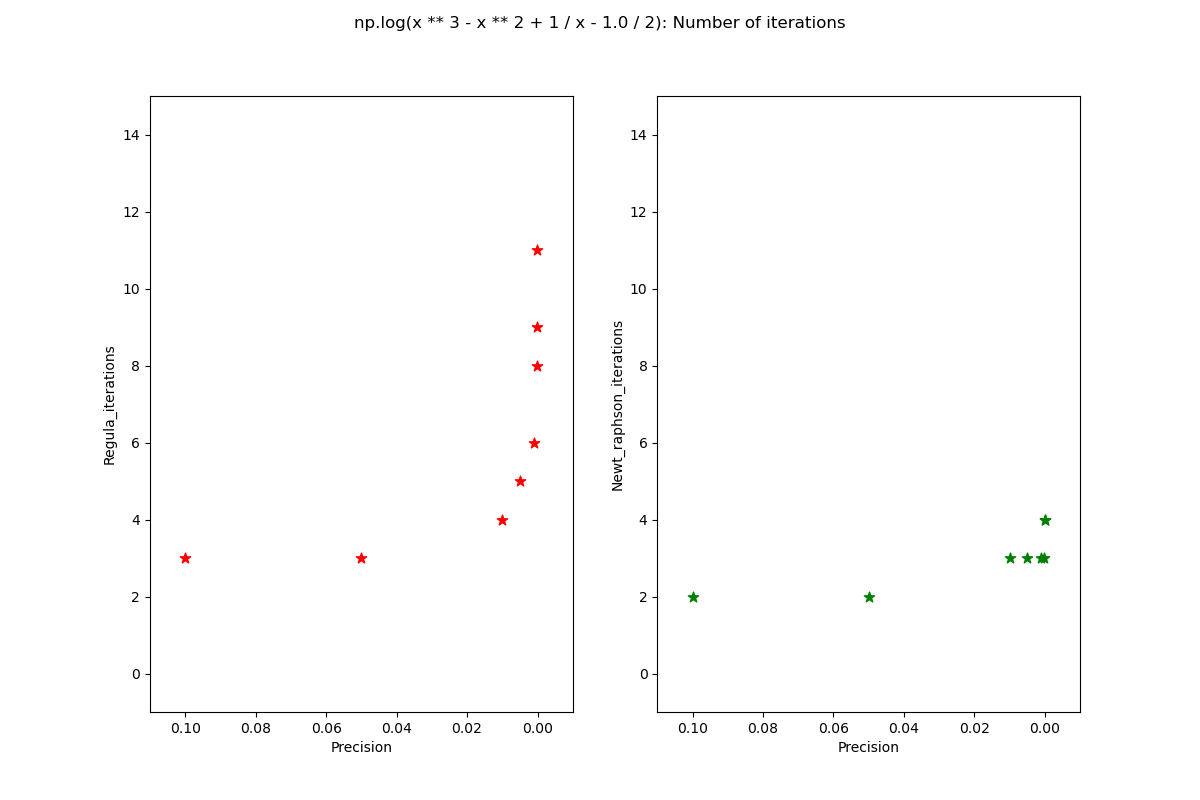 np.log(x ** 3 - x ** 2 + 1 / x - 1.0 / 2): Number of iterations
Regula_iterations
14
12
10
8
6
4
2
0
0.10 0.08 0.06 0.04 0.02 0.00
Precision
Newt_raphson_iterations
14
12
10
8
6
4
2
0
0.10 0.08 0.06 0.04 0.02 0.00
Precision